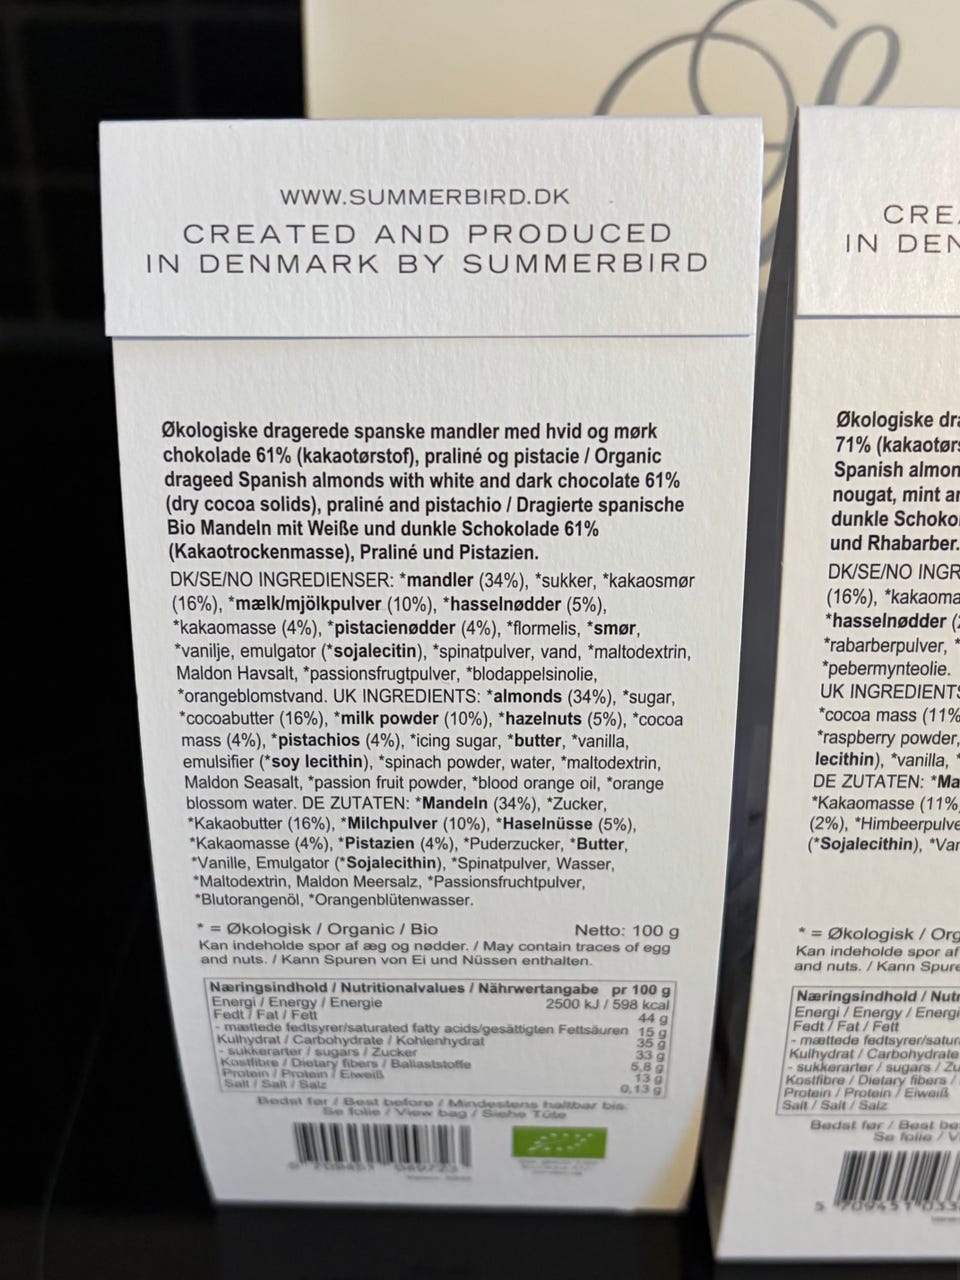 WWW.SUMMERBIRD.DK
CREATED AND PRODUCED
IN DENMARK BY SUMMERBIRD
Økologiske dragerede spanske mandler med hvid og mørk
chokolade 61% (kakaotørstof), praliné og pistacie / Organic
drageed Spanish almonds with white and dark chocolate 61%
(dry cocoa solids), praliné and pistachio / Dragierte spanische
Bio Mandeln mit Weiße und dunkle Schokolade 61%
(Kakaotrockenmasse), Praliné und Pistazien.
DK/SE/NO INGREDIENSER: *mandler (34%), *sukker, *kakaosmør
(16%), *mælk/mjölkpulver (10%), *hasselnødder (5%),
*kakaomasse (4%), *pistacienødder (4%), *flormelis, *smør,
*vanilje, emulgator (*sojalecitin), *spinatpulver, vand, *maltodextrin,
Maldon Havsalt, *passionsfrugtpulver, *blodappelsinolie,
*orangeblomstvand. UK INGREDIENTS: *almonds (34%), *sugar,
*cocoabutter (16%), *milk powder (10%), *hazelnuts (5%), *cocoa
mass (4%), *pistachios (4%), *icing sugar, *butter, *vanilla,
emulsifier (*soy lecithin), *spinach powder, water, *maltodextrin,
Maldon Seasalt, *passion fruit powder, *blood orange oil, *orange
blossom water. DE ZUTATEN: *Mandeln (34%), *Zucker,
*Kakaobutter (16%), *Milchpulver (10%), *Haselnüsse (5%),
*Kakaomasse (4%), *Pistazien (4%), *Puderzucker, *Butter,
*Vanille, Emulgator (*Sojalecithin), *Spinatpulver, Wasser,
*Maltodextrin, Maldon Meersalz, *Passionsfruchtpulver,
*Blutorangenöl, *Orangenblütenwasser.
* = Økologisk / Organic / Bio Netto: 100 g
Kan indeholde spor af æg og nødder. / May contain traces of egg
and nuts. / Kann Spuren von Ei und Nüssen enthalten.
Næringsindhold / Nutritionalvalues / Nährwertangabe pr 100 g
Energi / Energy / Energie 2500 kJ / 598 kcal
Fedt / Fat / Fett 44 g
- mættede fedtsyrer/saturated fatty acids/gesättigten Fettsäuren 15 g
Kulhydrat / Carbohydrate / Kohlenhydrat 35 g
- sukkerarter / sugars / Zucker 33 g
Kostfibre / Dietary fibers / Ballaststoffe 5,8 g
Protein / Protein / Eiweiß 13 g
Salt / Salt / Salz 0,13 g
Bedst før / Best before / Mindestens haltbar bis:
Se folie / View bag / Siehe Tüte
CRE
IN DEN
Økologiske dra
71% (kakaotørs
Spanish almon
nougat, mint an
dunkle Schoko
und Rhabarber.
DK/SE/NO INGR
(16%), *kakaoma
*hasselnødder (2
*rabarberpulver, *
*pebermynteolie.
UK INGREDIENTS
*cocoa mass (11%
*raspberry powder,
lecithin), *vanilla, *
DE ZUTATEN: *Ma
*Kakaomasse (11%
(2%), *Himbeerpulve
(*Sojalecithin), *Van
* = Økologisk / Org
Kan indeholde spor af
and nuts. / Kann Spure
Næringsindhold / Nutr
Energi / Energy / Energi
Fedt / Fat / Fett
- mættede fedtsyrer/satur
Kulhydrat / Carbohydrate
- sukkerarter / sugars / Zu
Kostfibre / Dietary fibers /
Protein / Protein / Eiweiß
Salt / Salt / Salz
Bedst før / Best be
Se folie / V